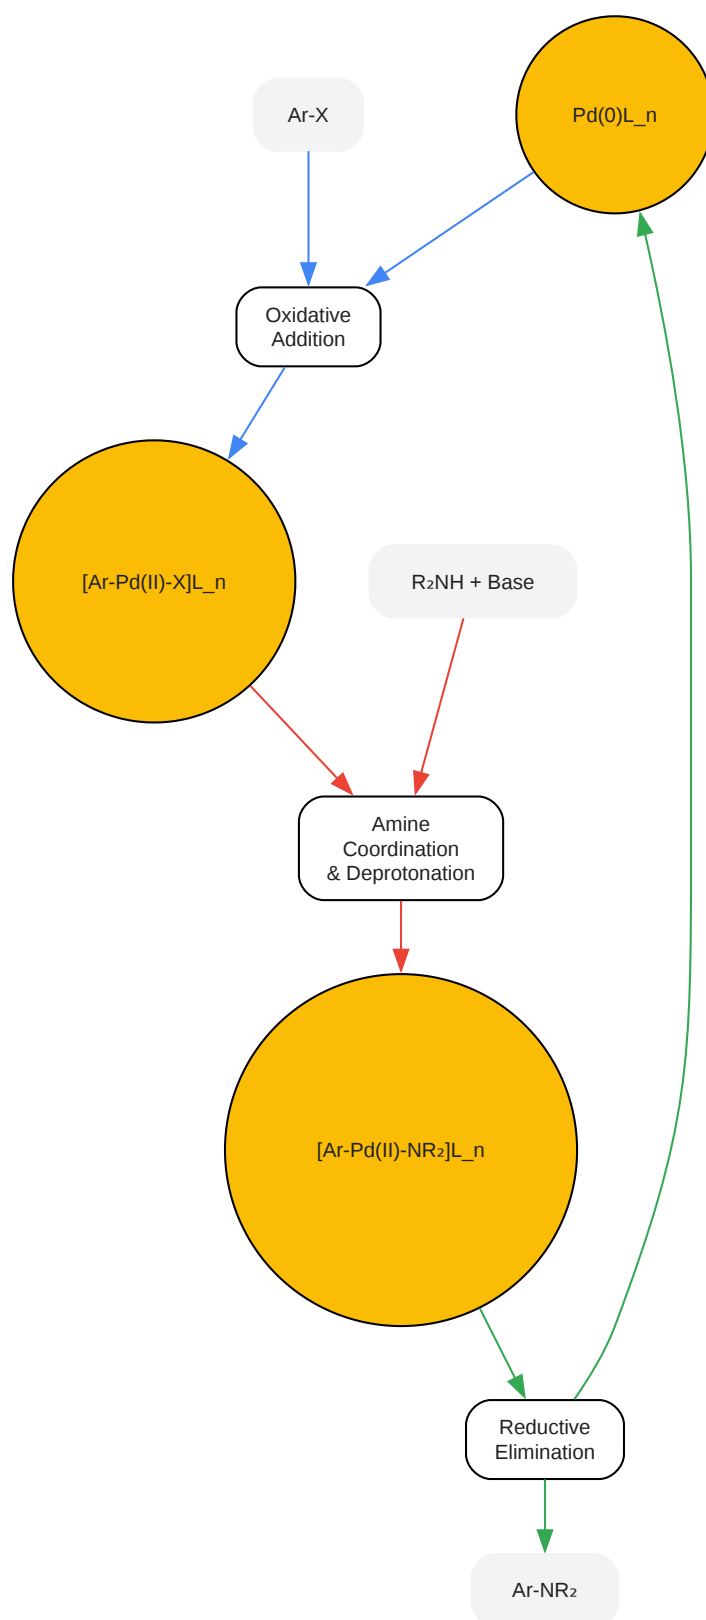 Ar-X
Pd(0)L_n
Oxidative
Addition
[Ar-Pd(II)-X]L_n
R₂NH + Base
Amine
Coordination
& Deprotonation
[Ar-Pd(II)-NR₂]L_n
Reductive
Elimination
Ar-NR₂